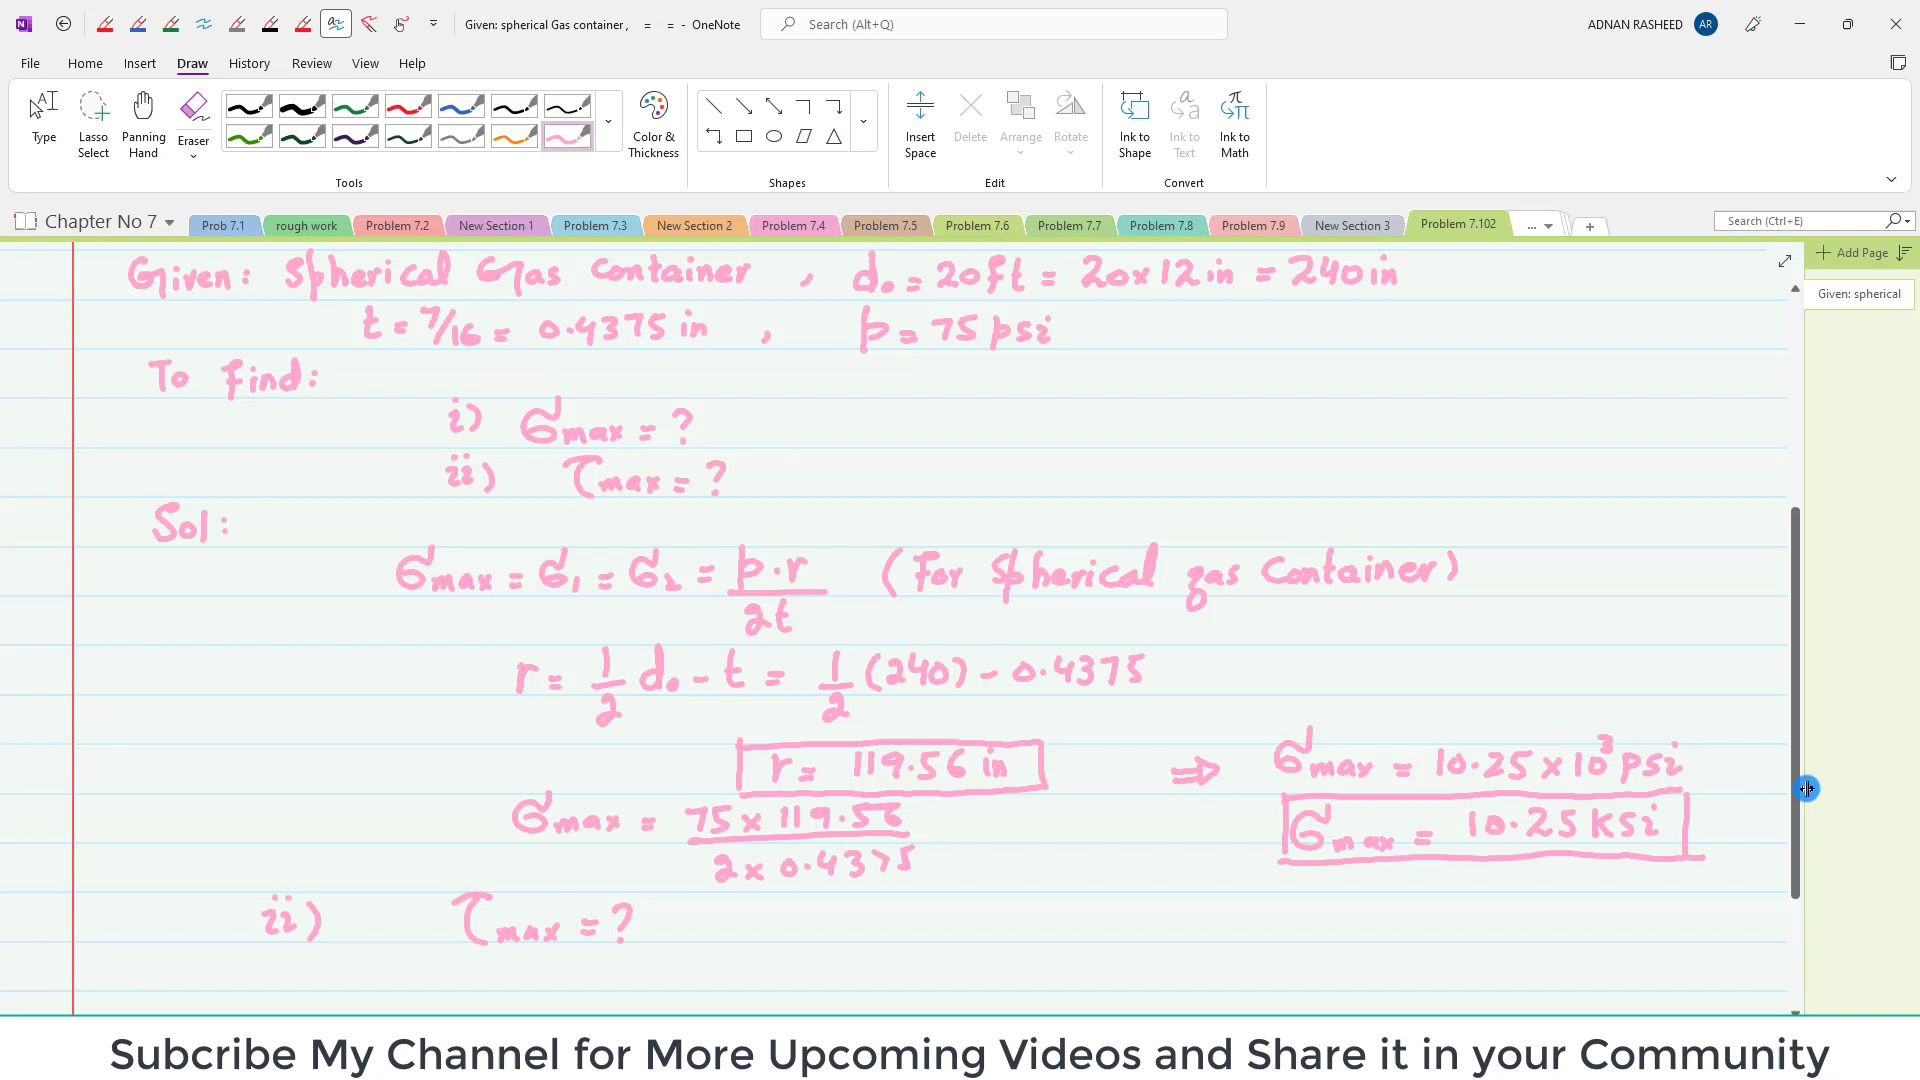 Given: spherical Gas container , = = - OneNote
Search (Alt+Q)
ADNAN RASHEED AR
File Home Insert Draw History Review View Help
Type Lasso Select Panning Hand Eraser
Color & Thickness
Insert Space Delete Arrange Rotate
Ink to Shape Ink to Text Ink to Math
Tools Shapes Edit Convert
Chapter No 7 Prob 7.1 rough work Problem 7.2 New Section 1 Problem 7.3 New Section 2 Problem 7.4 Problem 7.5 Problem 7.6 Problem 7.7 Problem 7.8 Problem 7.9 New Section 3 Problem 7.102 ... Search (Ctrl+E)
Add Page
Given: spherical
Given: Spherical Gas Container , do = 20ft = 20x12 in = 240in
t = 7/16 = 0.4375 in , p = 75 psi
To find:
i) σmax = ?
ii) τmax = ?
Sol:
σmax = σ1 = σ2 = p.r / 2t (For Spherical gas Container)
r = 1/2 do - t = 1/2 (240) - 0.4375
r = 119.56 in ⇒ σmax = 10.25 x 10³ psi
σmax = 75 x 119.56 / 2 x 0.4375
σmax = 10.25 ksi
ii) τmax = ?
Subcribe My Channel for More Upcoming Videos and Share it in your Community